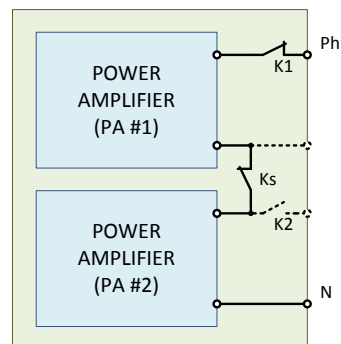 POWER
AMPLIFIER
(PA #1)
Ph
K1
Ks
K2
POWER
AMPLIFIER
(PA #2)
N